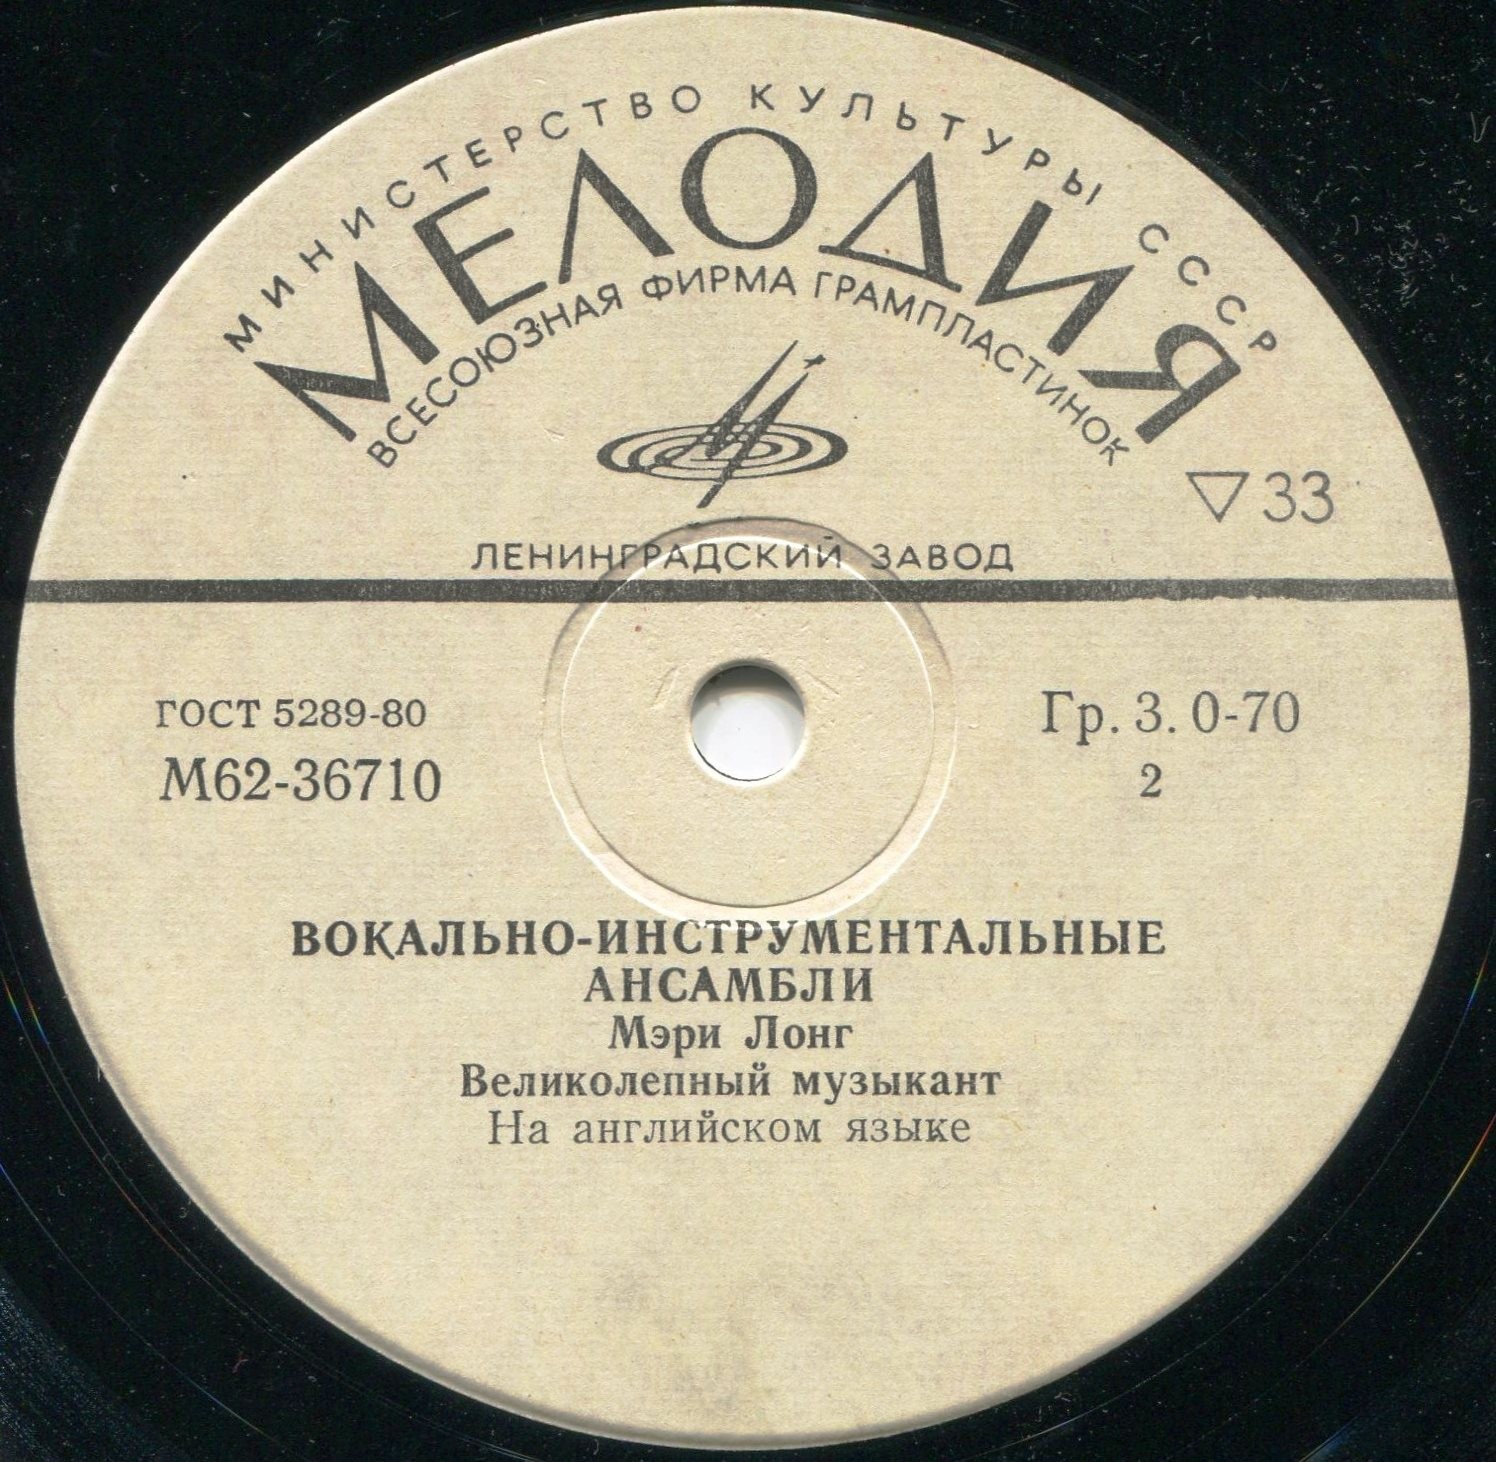 МИНИСТЕРСТВО КУЛЬТУРЫ СССР
МЕЛОДИЯ
ВСЕСОЮЗНАЯ ФИРМА ГРАМПЛАСТИНОК
▽33
ЛЕНИНГРАДСКИЙ ЗАВОД
ГОСТ 5289-80
Гр. 3. 0-70
М62-36710
2
ВОКАЛЬНО-ИНСТРУМЕНТАЛЬНЫЕ
АНСАМБЛИ
Мэри Лонг
Великолепный музыкант
На английском языке